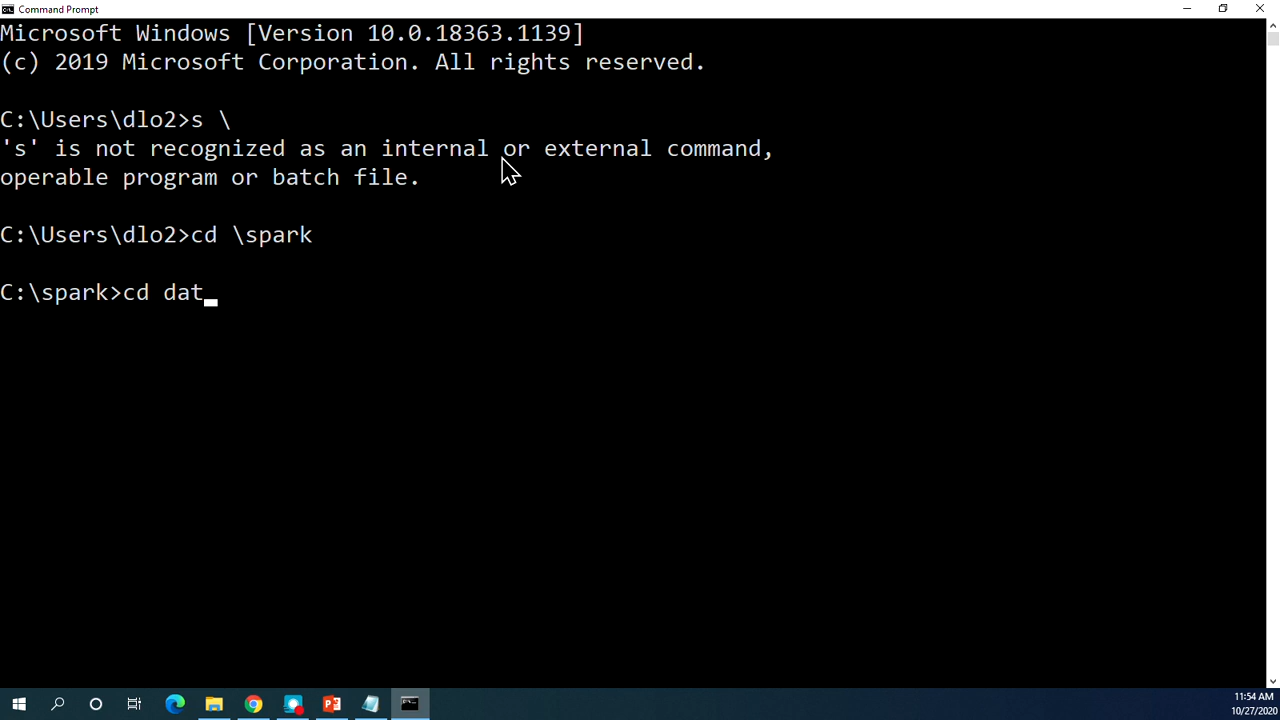 Command Prompt
Microsoft Windows [Version 10.0.18363.1139]
(c) 2019 Microsoft Corporation. All rights reserved.
C:\Users\dlo2>s \
's' is not recognized as an internal or external command,
operable program or batch file.
C:\Users\dlo2>cd \spark
C:\spark>cd dat
11:54 AM
10/27/2020